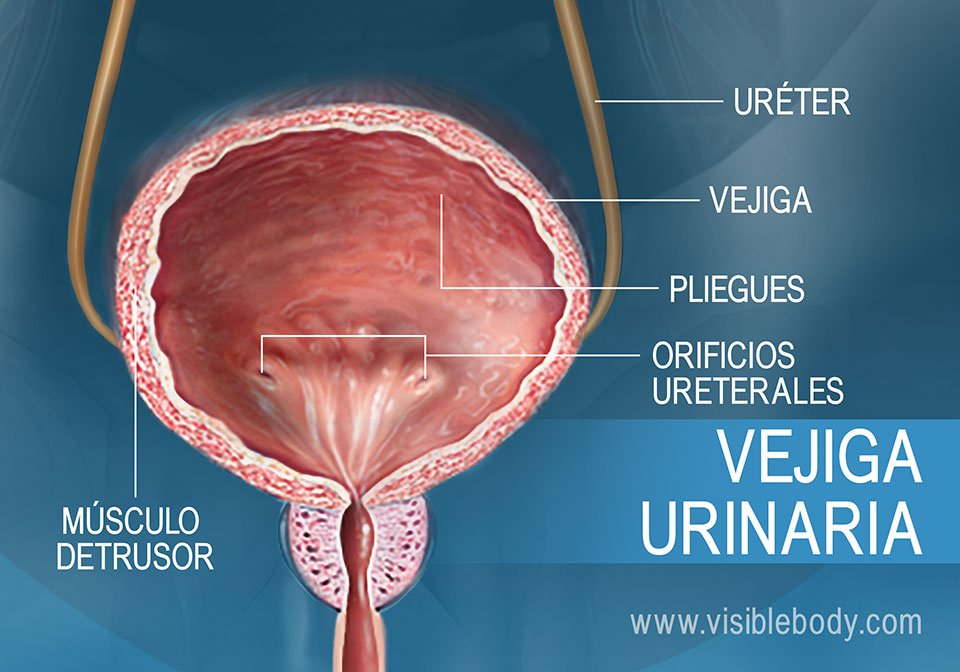 URÉTER
VEJIGA
PLIEGUES
ORIFICIOS
URETERALES
VEJIGA
URINARIA
MÚSCULO
DETRUSOR
www.visiblebody.com